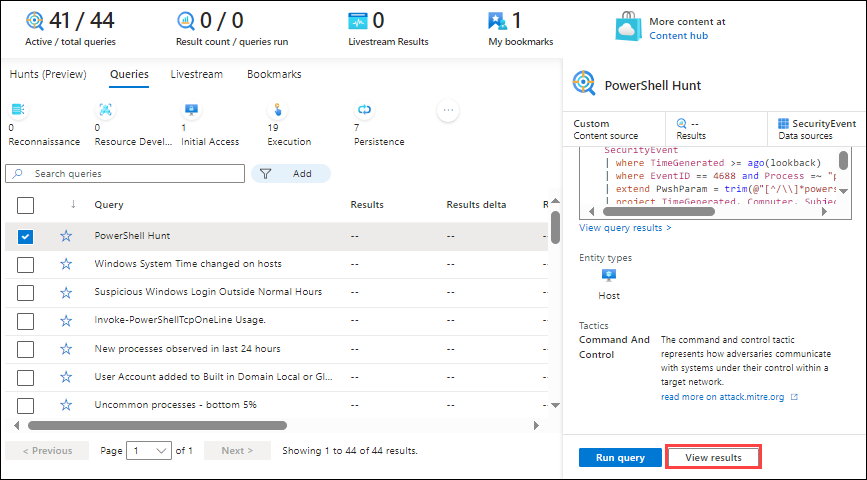 41 / 44
Active / total queries
0 / 0
Result count / queries run
0
Livestream Results
1
My bookmarks
More content at
Content hub
Hunts (Preview)
Queries
Livestream
Bookmarks
0
Reconnaissance
0
Resource Devel...
1
Initial Access
19
Execution
7
Persistence
...
Search queries
Add
↓ Query Results Results delta R
PowerShell Hunt -- -- --
Windows System Time changed on hosts -- -- --
Suspicious Windows Login Outside Normal Hours -- -- --
Invoke-PowerShellTcpOneLine Usage. -- -- --
New processes observed in last 24 hours -- -- --
User Account added to Built in Domain Local or Gl... -- -- --
Uncommon processes - bottom 5% -- -- --
< Previous Page 1 of 1 Next > Showing 1 to 44 of 44 results.
PowerShell Hunt
Custom
Content source
--
Results
SecurityEvent
Data sources
SecurityEvent
| where TimeGenerated >= ago(lookback)
| where EventID == 4688 and Process =~ "p
| extend PwshParam = trim(@"[^/\\]*powers
| project TimeGenerated, Computer, Subjec
View query results >
Entity types
Host
Tactics
Command And
Control
The command and control tactic
represents how adversaries communicate
with systems under their control within a
target network.
read more on attack.mitre.org
Run query
View results